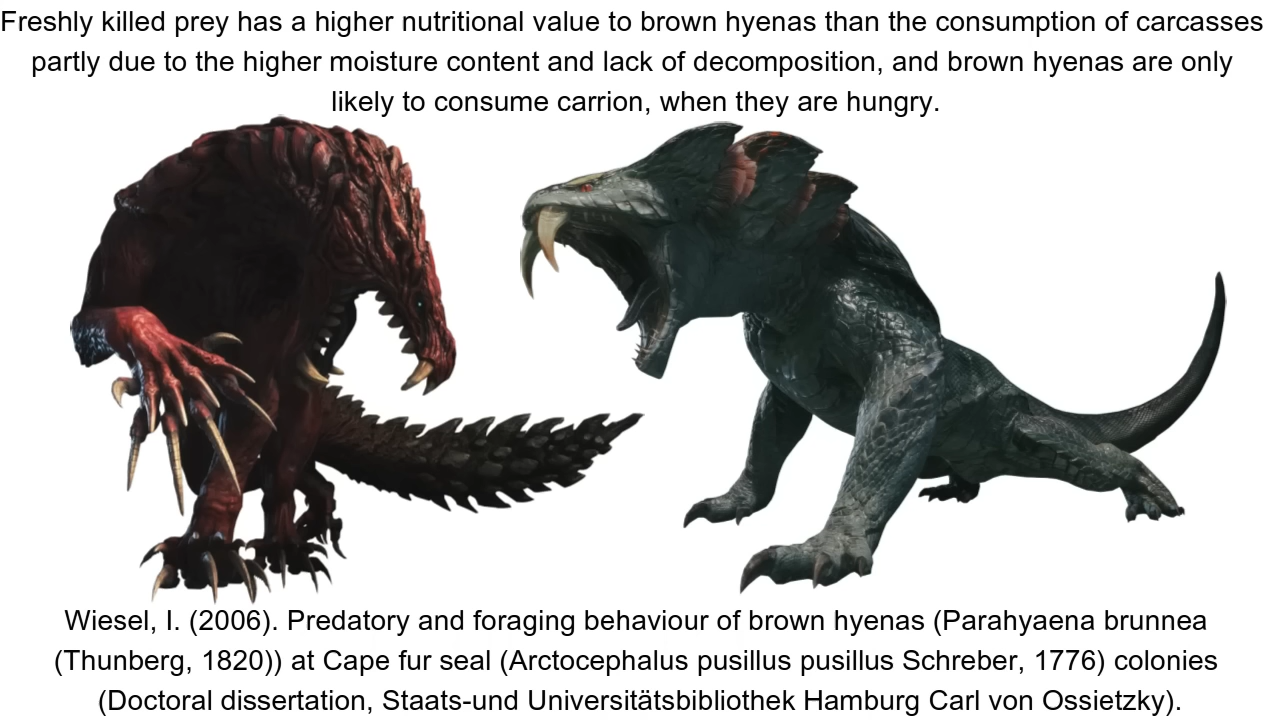 Freshly killed prey has a higher nutritional value to brown hyenas than the consumption of carcasses
partly due to the higher moisture content and lack of decomposition, and brown hyenas are only
likely to consume carrion, when they are hungry.
Wiesel, I. (2006). Predatory and foraging behaviour of brown hyenas (Parahyaena brunnea
(Thunberg, 1820)) at Cape fur seal (Arctocephalus pusillus pusillus Schreber, 1776) colonies
(Doctoral dissertation, Staats-und Universitätsbibliothek Hamburg Carl von Ossietzky).